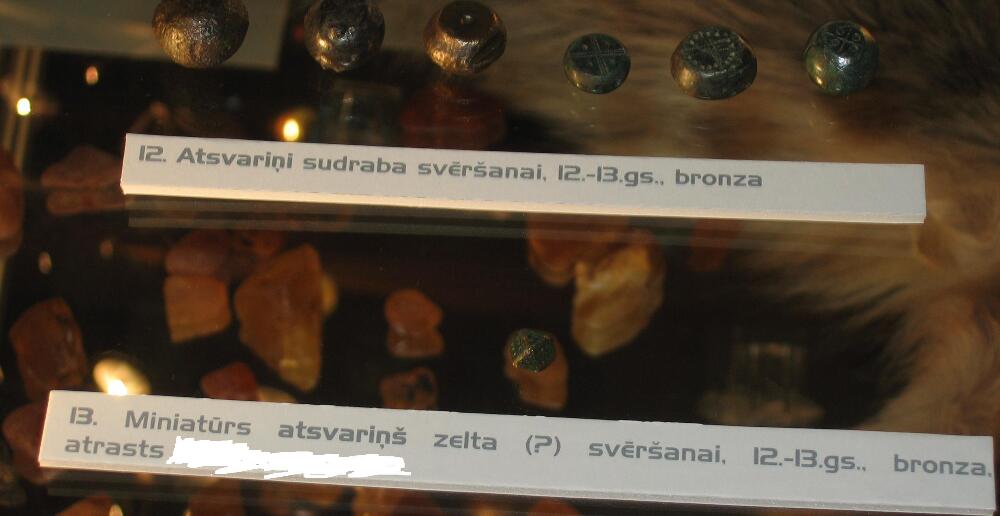 12. Atsvariņi sudraba svēršanai, 12.-13.gs., bronza
13. Miniatūrs atsvariņš zelta (?) svēršanai, 12.-13.gs., bronza,
atrasts